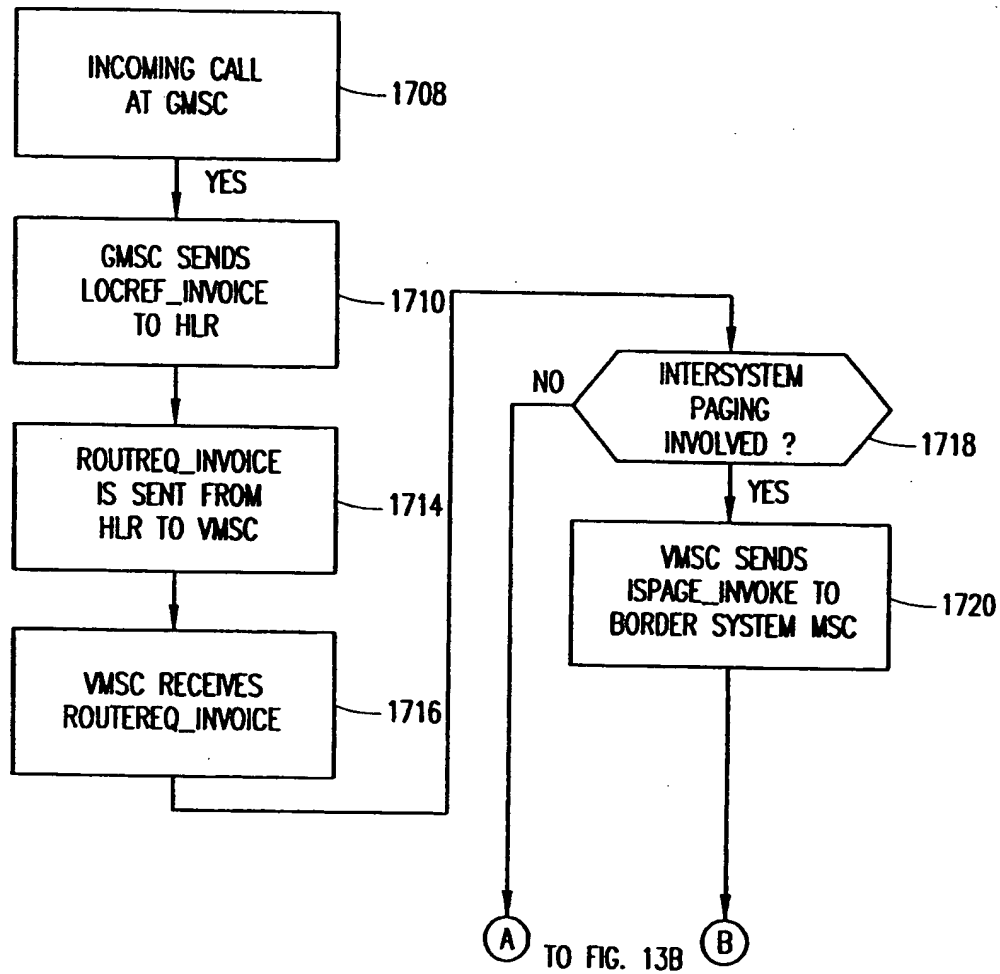 INCOMING CALL
AT GMSC
1708
YES
GMSC SENDS
LOCREF_INVOICE
TO HLR
1710
ROUTREQ_INVOICE
IS SENT FROM
HLR TO VMSC
1714
VMSC RECEIVES
ROUTEREQ_INVOICE
1716
INTERSYSTEM
PAGING
INVOLVED ?
1718
NO
YES
VMSC SENDS
ISPAGE_INVOKE TO
BORDER SYSTEM MSC
1720
A
TO FIG. 13B
B